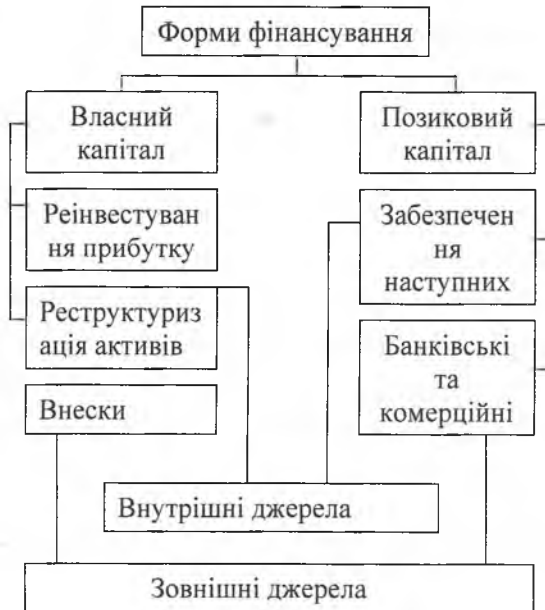 Форми фінансування
Власний
капітал
Позиковий
капітал
Реінвестуван
ня прибутку
Забезпечен
ня
наступних
Реструктуриз
ація активів
Банківські
та
комерційні
Внески
Внутрішні джерела
Зовнішні джерела